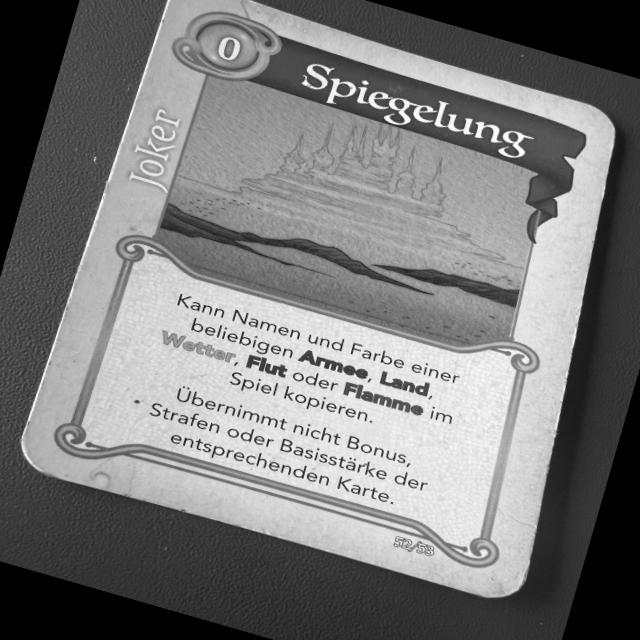 0
Spiegelung
Joker
Kann Namen und Farbe einer
beliebigen Armee, Land,
Wetter, Flut oder Flamme im
Spiel kopieren.
Übernimmt nicht Bonus,
Strafen oder Basisstärke der
entsprechenden Karte.
52/53